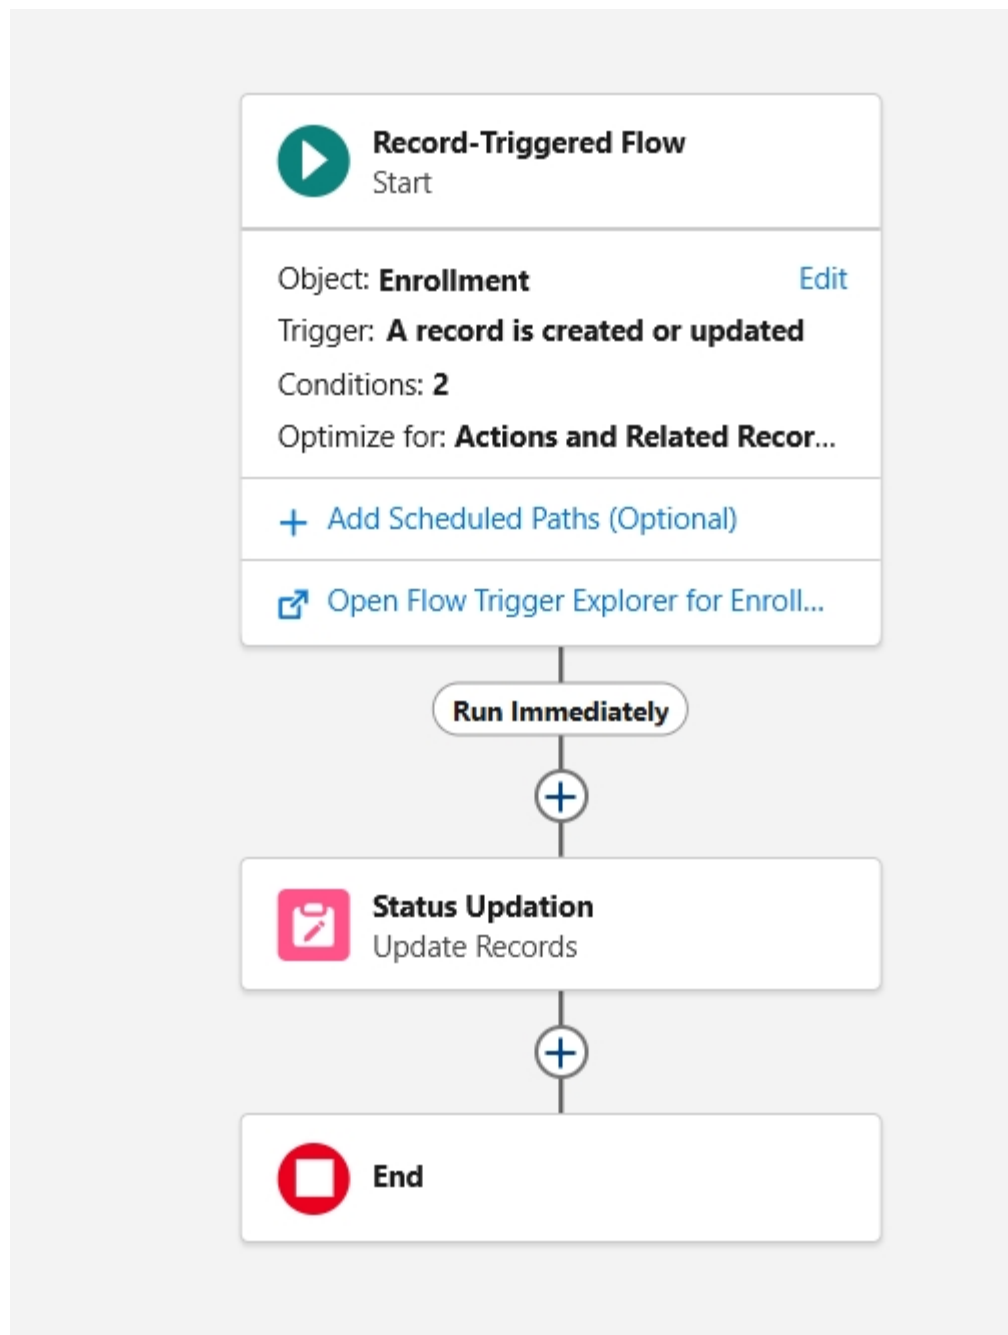 Record-Triggered Flow
Start
Object: Enrollment
Edit
Trigger: A record is created or updated
Conditions: 2
Optimize for: Actions and Related Recor...
Add Scheduled Paths (Optional)
Open Flow Trigger Explorer for Enroll...
Run Immediately
Status Updation
Update Records
End